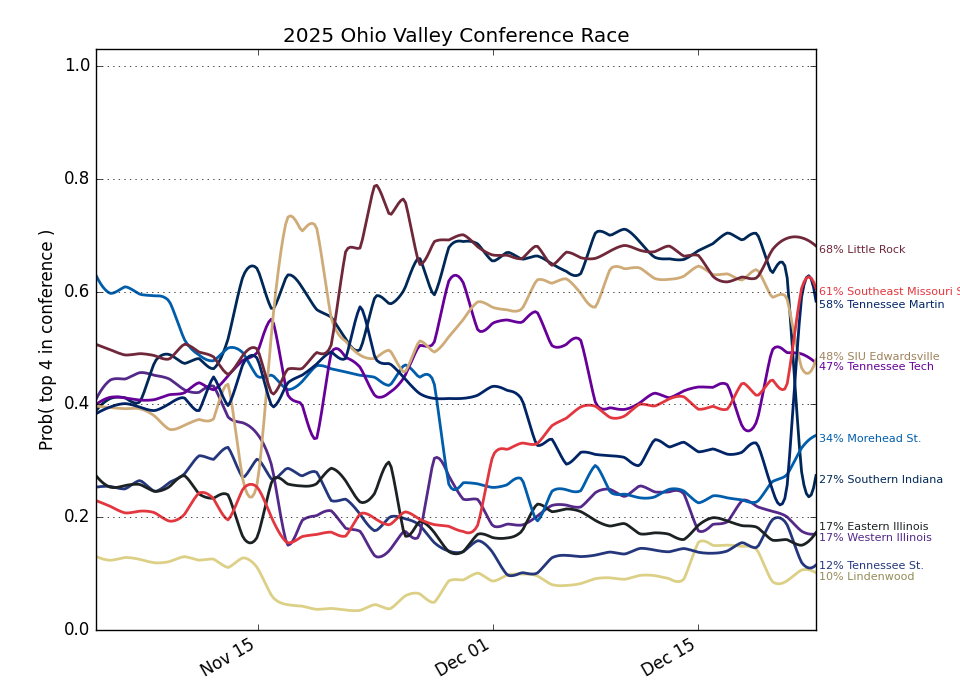 2025 Ohio Valley Conference Race
Prob( top 4 in conference )
1.0
0.8
0.6
0.4
0.2
0.0
Nov 15
Dec 01
Dec 15
68% Little Rock
61% Southeast Missouri S
58% Tennessee Martin
48% SIU Edwardsville
47% Tennessee Tech
34% Morehead St.
27% Southern Indiana
17% Eastern Illinois
17% Western Illinois
12% Tennessee St.
10% Lindenwood